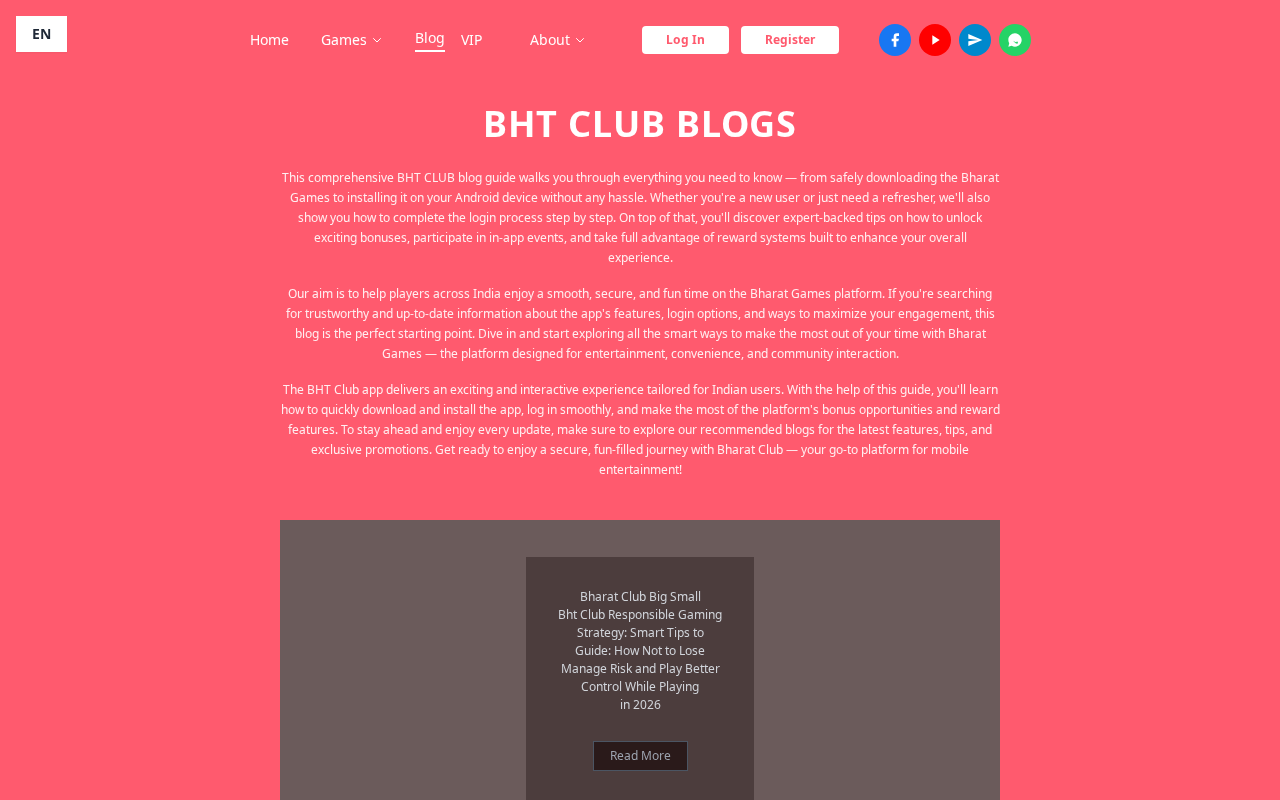 EN
Home
Games
Blog
VIP
About
Log In
Register
BHT CLUB BLOGS
This comprehensive BHT CLUB blog guide walks you through everything you need to know — from safely downloading the Bharat
Games to installing it on your Android device without any hassle. Whether you're a new user or just need a refresher, we'll also
show you how to complete the login process step by step. On top of that, you'll discover expert-backed tips on how to unlock
exciting bonuses, participate in in-app events, and take full advantage of reward systems built to enhance your overall
experience.
Our aim is to help players across India enjoy a smooth, secure, and fun time on the Bharat Games platform. If you're searching
for trustworthy and up-to-date information about the app's features, login options, and ways to maximize your engagement, this
blog is the perfect starting point. Dive in and start exploring all the smart ways to make the most out of your time with Bharat
Games — the platform designed for entertainment, convenience, and community interaction.
The BHT Club app delivers an exciting and interactive experience tailored for Indian users. With the help of this guide, you'll learn
how to quickly download and install the app, log in smoothly, and make the most of the platform's bonus opportunities and reward
features. To stay ahead and enjoy every update, make sure to explore our recommended blogs for the latest features, tips, and
exclusive promotions. Get ready to enjoy a secure, fun-filled journey with Bharat Club — your go-to platform for mobile
entertainment!
Bharat Club Big Small
Bht Club Responsible Gaming
Strategy: Smart Tips to
Guide: How Not to Lose
Manage Risk and Play Better
Control While Playing
in 2026
Read More